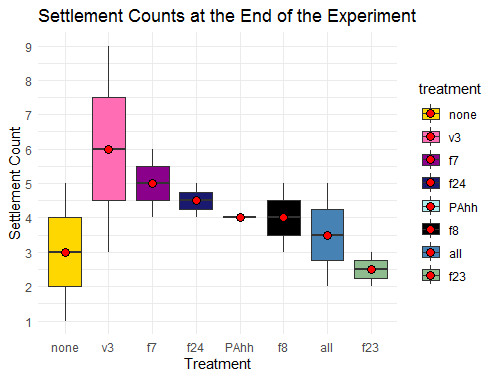 Settlement Counts at the End of the Experiment
Settlement Count
9
8
7
6
5
4
3
2
1
none v3 f7 f24 PAhh f8 all f23
Treatment
treatment
none
v3
f7
f24
PAhh
f8
all
f23